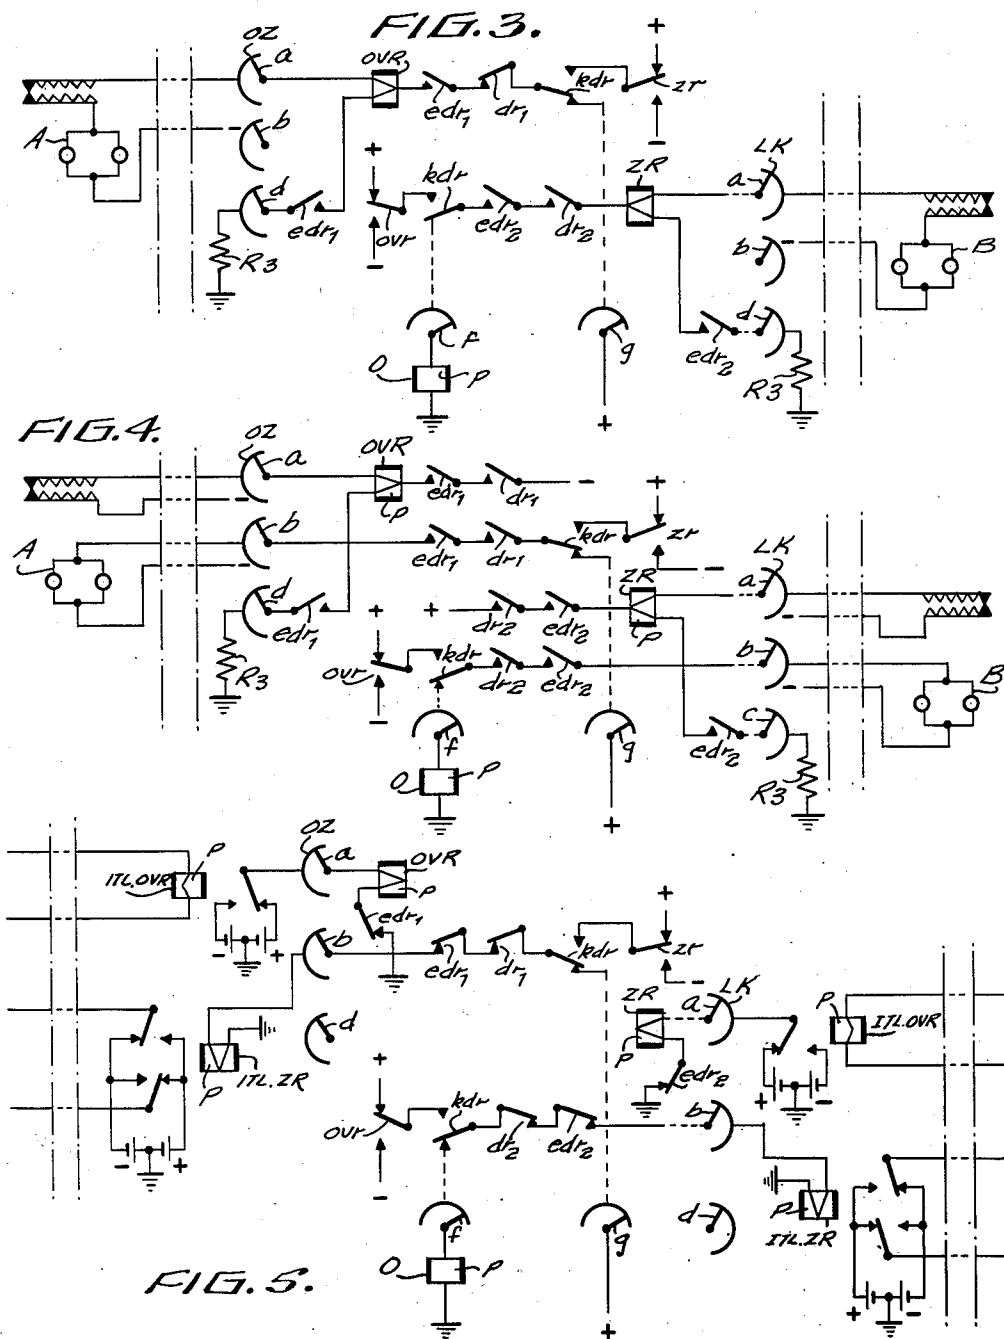 FIG. 3.
OZ
a
OVR
edr1
dr1
kdr
zr
+
−
A
b
d
edr1
R3
+
ovr
−
kdr
edr2
dr2
ZR
LK
a
b
d
edr2
R3
B
f
O
P
g
+
FIG. 4.
OZ
a
−
OVR
P
edr1
dr1
−
+
zr
−
A
b
−
edr1
dr1
kdr
d
edr1
R3
+
ovr
−
+
dr2
edr2
ZR
P
kdr
dr2
edr2
LK
a
−
b
−
c
edr2
R3
B
f
O
P
g
+
OZ
a
OVR
P
P
ITL.OVR
− +
edr1
b
edr1
dr1
kdr
zr
+
−
d
P
ITL.ZR
− +
ZR
P
a
LK
edr2
+ −
P
ITL.OVR
+
ovr
−
kdr
dr2
edr2
b
d
P
ITL.ZR
+ −
f
O
P
g
+
FIG. 5.